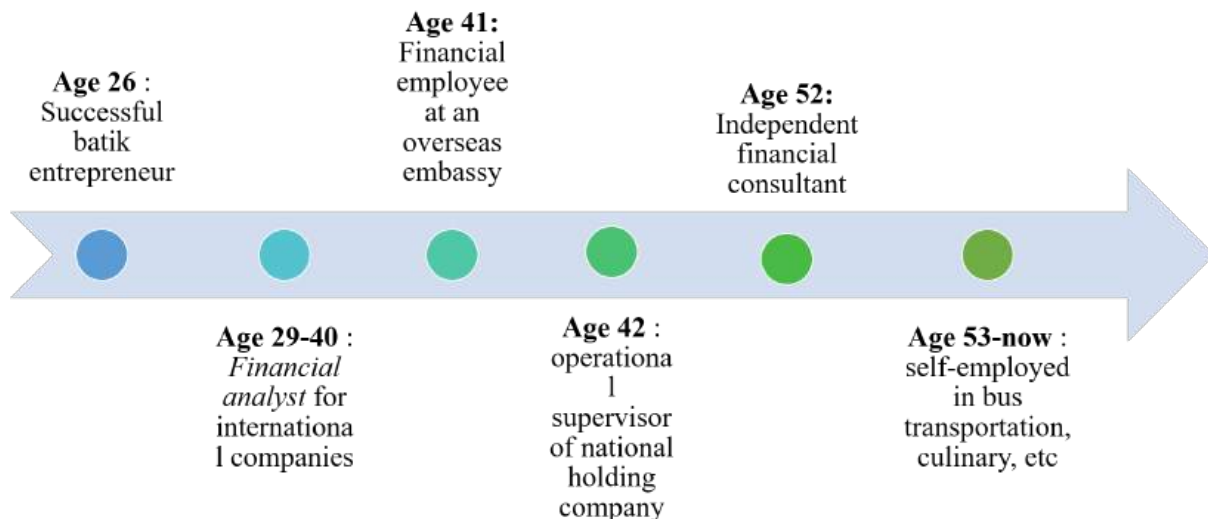 Age 26 :
Successful
batik
entrepreneur
Age 29-40 :
Financial
analyst for
internationa
l companies
Age 41:
Financial
employee
at an
overseas
embassy
Age 42 :
operationa
l
supervisor
of national
holding
company
Age 52:
Independent
financial
consultant
Age 53-now :
self-employed
in bus
transportation,
culinary, etc